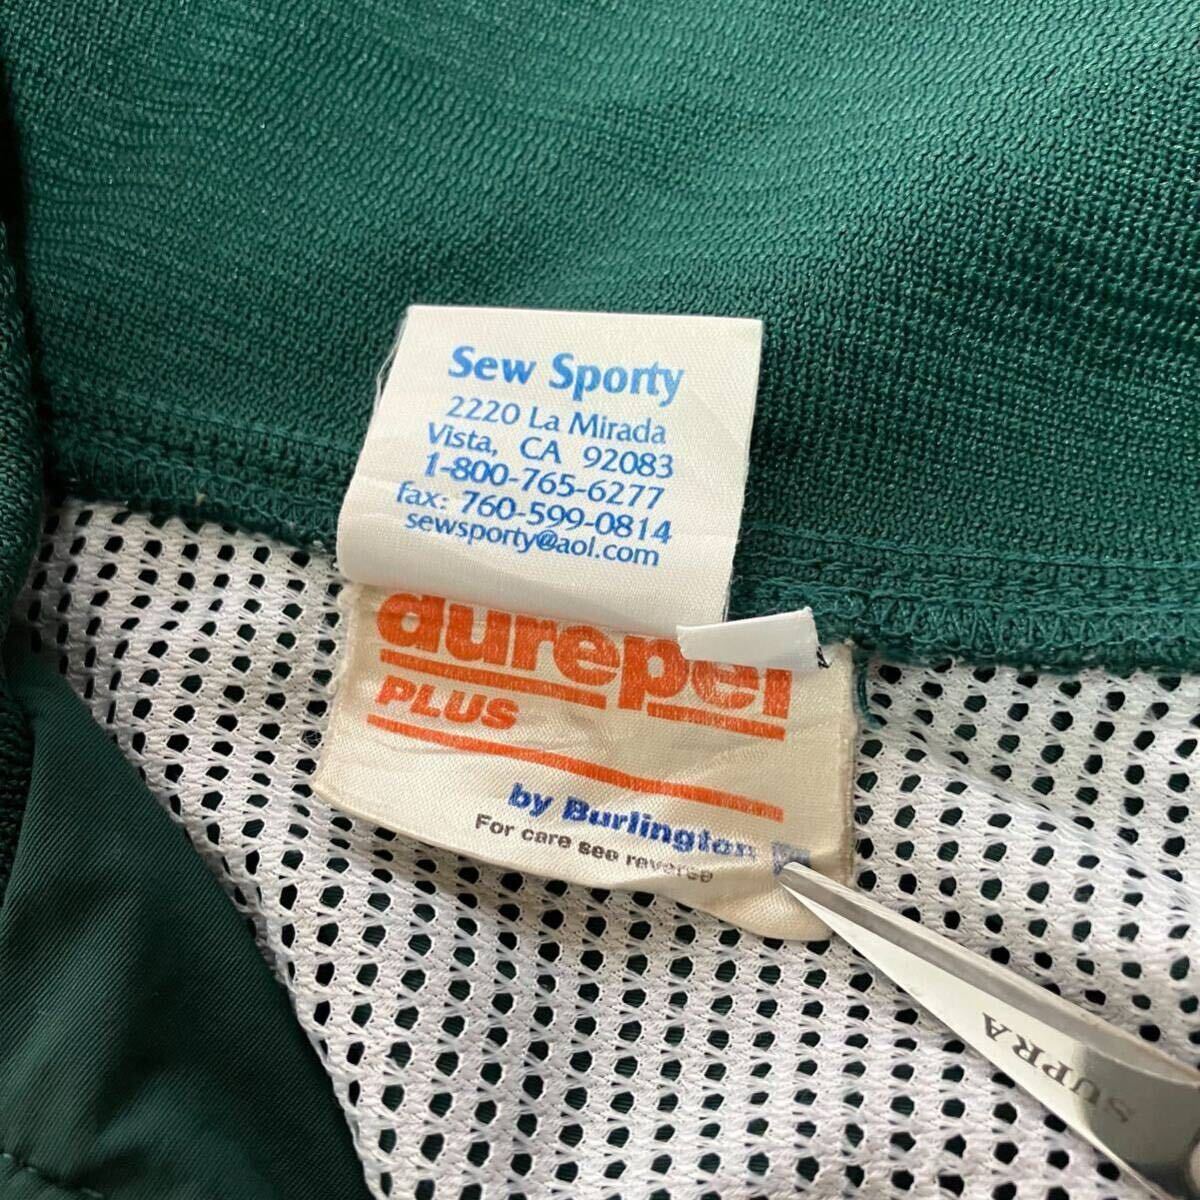 Sew Sporty
2220 La Mirada
Vista, CA 92083
1-800-765-6277
fax: 760-599-0814
sewsporty@aol.com
durepel
PLUS
by Burlington
For care see reverse
SUPRA